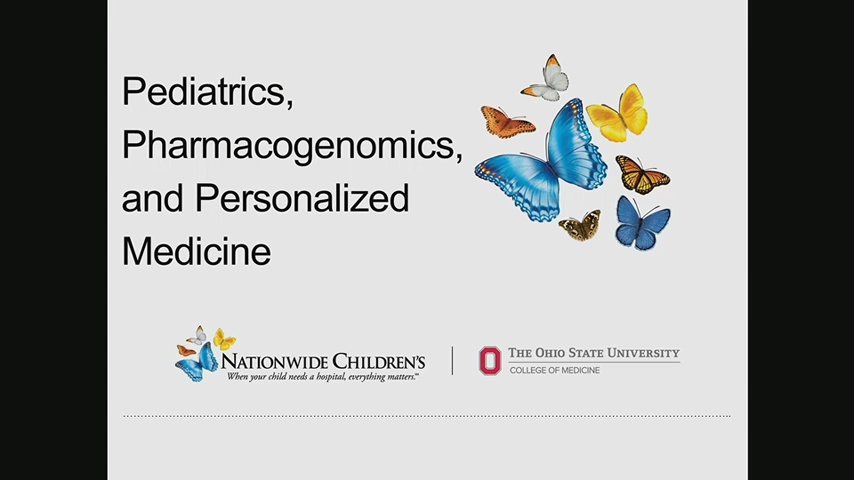 Pediatrics,
Pharmacogenomics,
and Personalized
Medicine
NATIONWIDE CHILDREN'S
When your child needs a hospital, everything matters.™
THE OHIO STATE UNIVERSITY
COLLEGE OF MEDICINE